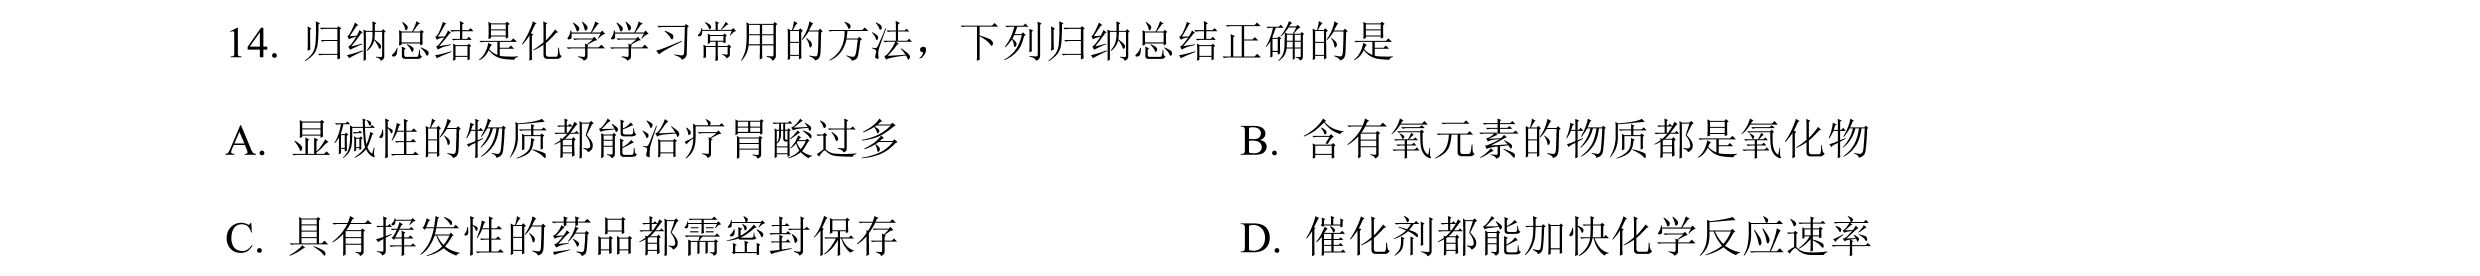 14. 归纳总结是化学学习常用的方法，下列归纳总结正确的是
A. 显碱性的物质都能治疗胃酸过多 B. 含有氧元素的物质都是氧化物
C. 具有挥发性的药品都需密封保存 D. 催化剂都能加快化学反应速率